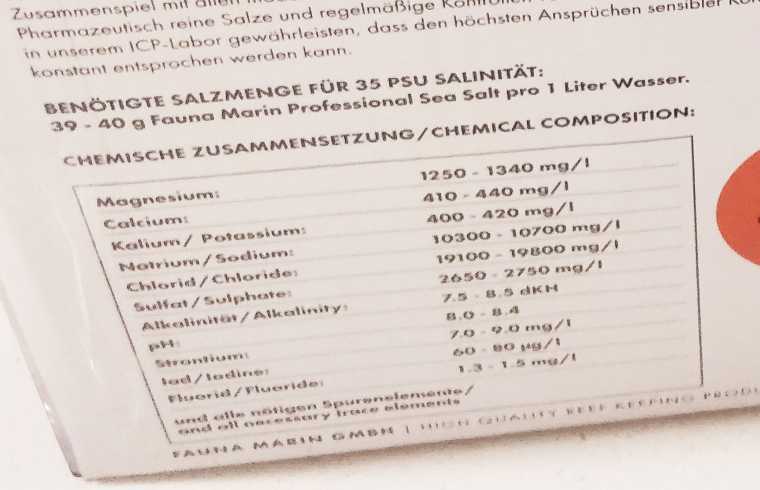 Zusammenspiel mit allen
Pharmazeutisch reine Salze und regelmäßige Kontrollen
in unserem ICP-Labor gewährleisten, dass den höchsten Ansprüchen sensibler
konstant entsprochen werden kann.
BENÖTIGTE SALZMENGE FÜR 35 PSU SALINITÄT:
39 - 40 g Fauna Marin Professional Sea Salt pro 1 Liter Wasser.
CHEMISCHE ZUSAMMENSETZUNG/CHEMICAL COMPOSITION:
Magnesium: 1250 - 1340 mg/l
Calcium: 410 - 440 mg/l
Kalium/ Potassium: 400 - 420 mg/l
Natrium/Sodium: 10300 - 10700 mg/l
Chlorid/Chloride: 19100 - 19800 mg/l
Sulfat/Sulphate: 2650 - 2750 mg/l
Alkalinität/Alkalinity: 7.5 - 8.5 dKH
pH: 8.0 - 8.4
Strontium: 7.0 - 9.0 mg/l
Iod/Iodine: 60 - 80 µg/l
Fluorid/Fluoride: 1.3 - 1.5 mg/l
und alle nötigen Spurenelemente/
and all necessary trace elements
FAUNA MARIN GMBH | HIGH QUALITY REEF KEEPING